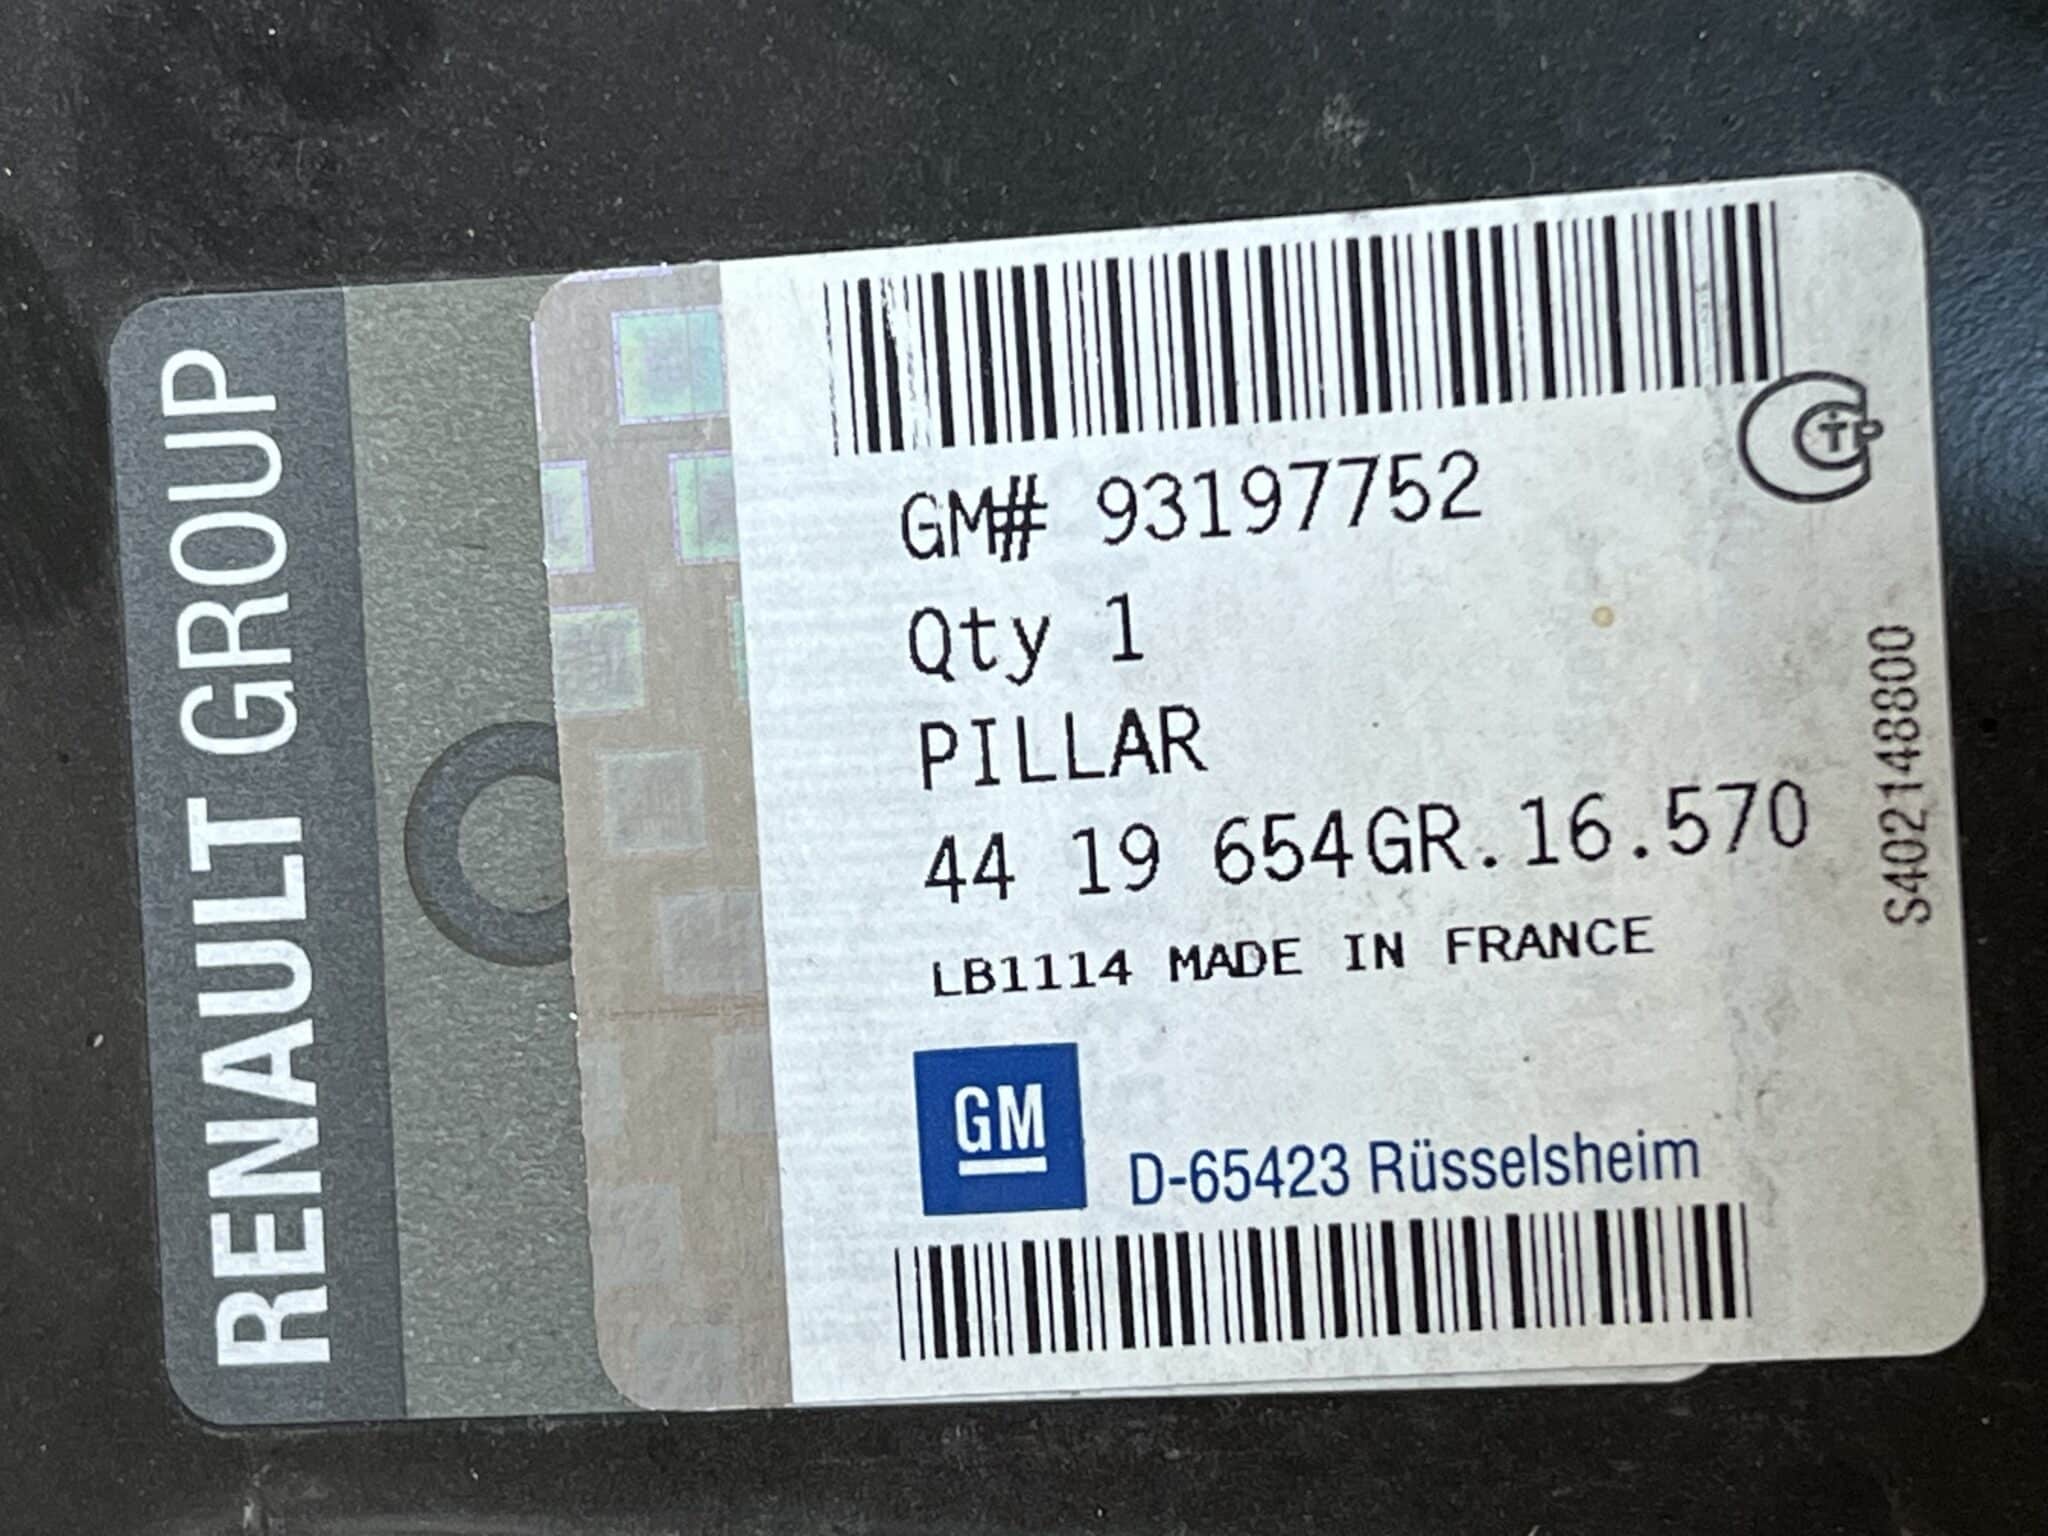 RENAULT GROUP
GM# 93197752
Qty 1
PILLAR
44 19 654GR.16.570
LB1114 MADE IN FRANCE
GM
D-65423 Rüsselsheim
S402148800